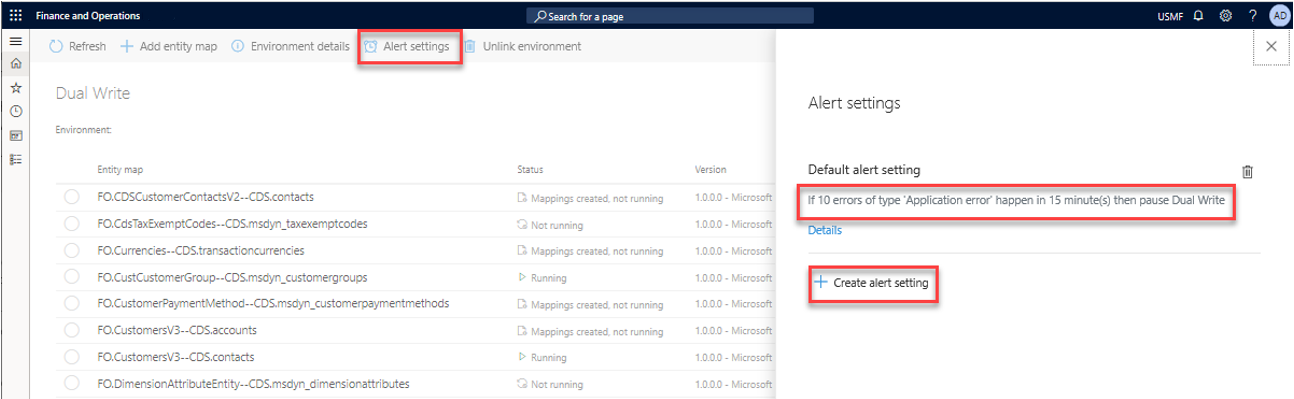 Finance and Operations
Search for a page
USMF
?
AD
Refresh
Add entity map
Environment details
Alert settings
Unlink environment
Dual Write
Environment:
Entity map Status Version
FO.CDSCustomerContactsV2--CDS.contacts Mappings created, not running 1.0.0.0 - Microsoft
FO.CdsTaxExemptCodes--CDS.msdyn_taxexemptcodes Not running 1.0.0.0 - Microsoft
FO.Currencies--CDS.transactioncurrencies Mappings created, not running 1.0.0.0 - Microsoft
FO.CustCustomerGroup--CDS.msdyn_customergroups Running 1.0.0.0 - Microsoft
FO.CustomerPaymentMethod--CDS.msdyn_customerpaymentmethods Mappings created, not running 1.0.0.0 - Microsoft
FO.CustomersV3--CDS.accounts Mappings created, not running 1.0.0.0 - Microsoft
FO.CustomersV3--CDS.contacts Running 1.0.0.0 - Microsoft
FO.DimensionAttributeEntity--CDS.msdyn_dimensionattributes Not running 1.0.0.0 - Microsoft
Alert settings
Default alert setting
If 10 errors of type 'Application error' happen in 15 minute(s) then pause Dual Write
Details
Create alert setting